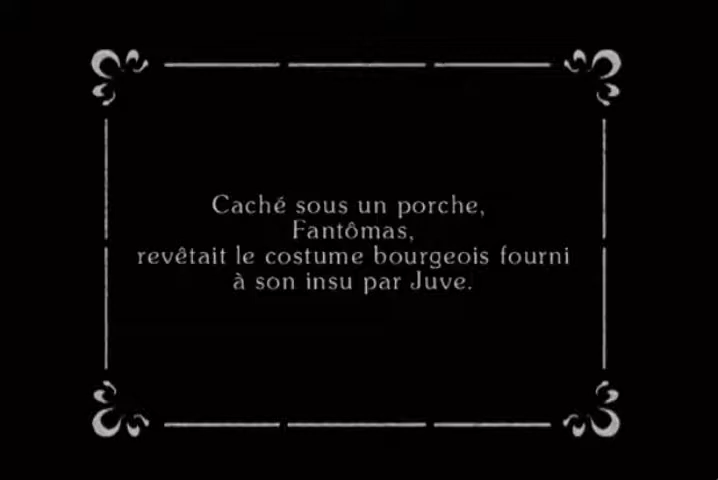 Caché sous un porche,
Fantômas,
revêtait le costume bourgeois fourni
à son insu par Juve.